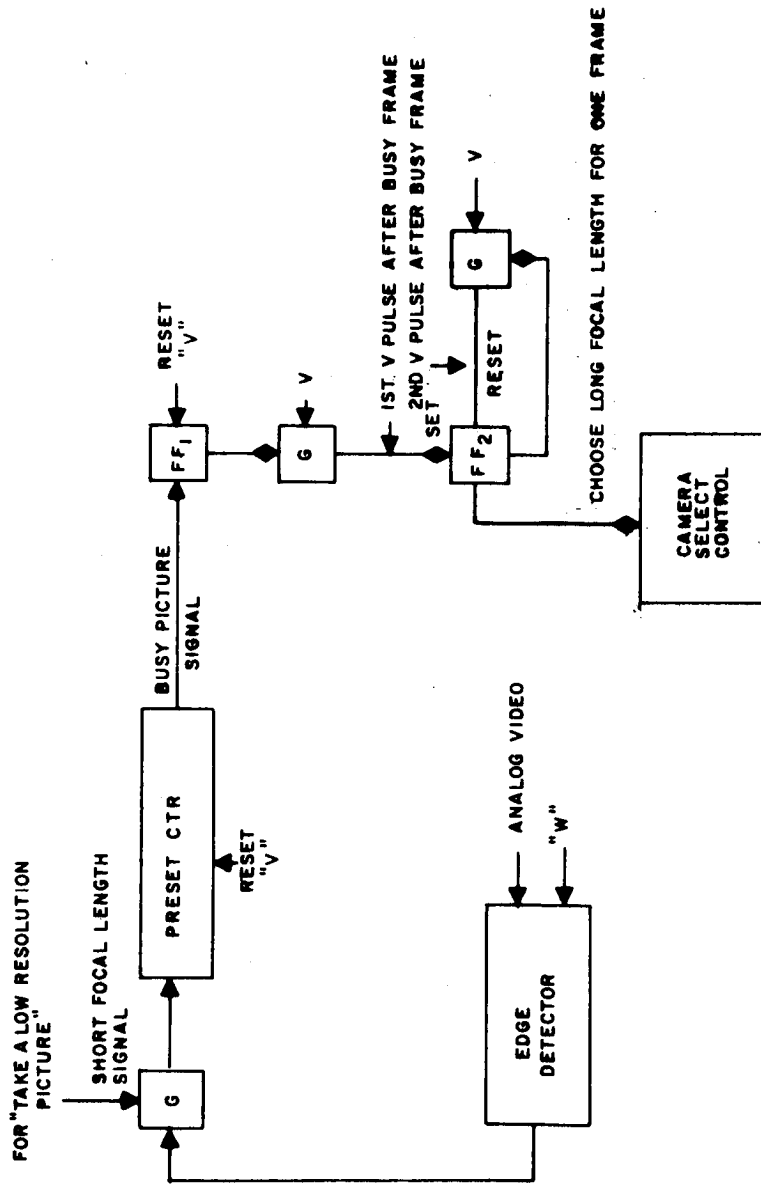 FOR "TAKE A LOW RESOLUTION
PICTURE"
SHORT FOCAL LENGTH
SIGNAL
G
PRESET CTR
RESET
"V"
BUSY PICTURE
SIGNAL
FF1
RESET
"V"
G
V
1ST. V PULSE AFTER BUSY FRAME
2ND V PULSE AFTER BUSY FRAME
SET
FF2
RESET
G
V
CHOOSE LONG FOCAL LENGTH FOR ONE FRAME
CAMERA
SELECT
CONTROL
EDGE
DETECTOR
ANALOG VIDEO
"W"